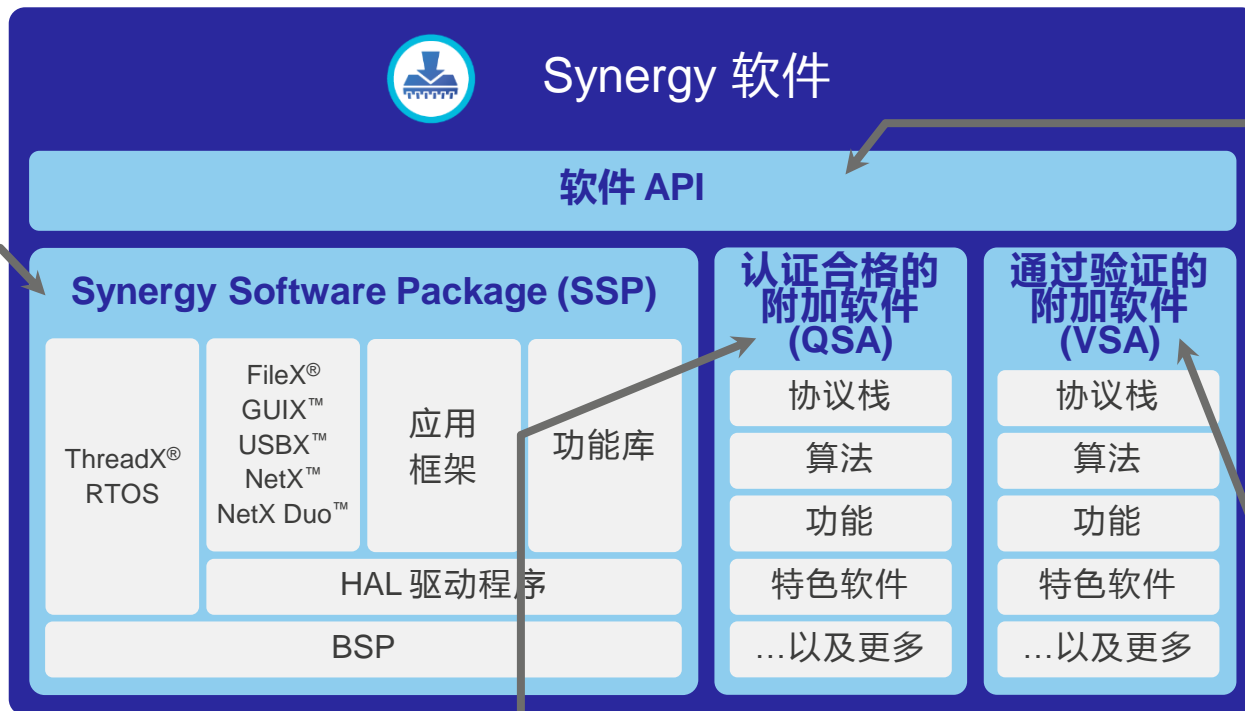 Synergy 软件
软件 API
Synergy Software Package (SSP)
ThreadX®
RTOS
FileX®
GUIX™
USBX™
NetX™
NetX Duo™
应用
框架
功能库
HAL 驱动程序
BSP
认证合格的
附加软件
(QSA)
协议栈
算法
功能
特色软件
…以及更多
通过验证的
附加软件
(VSA)
协议栈
算法
功能
特色软件
…以及更多